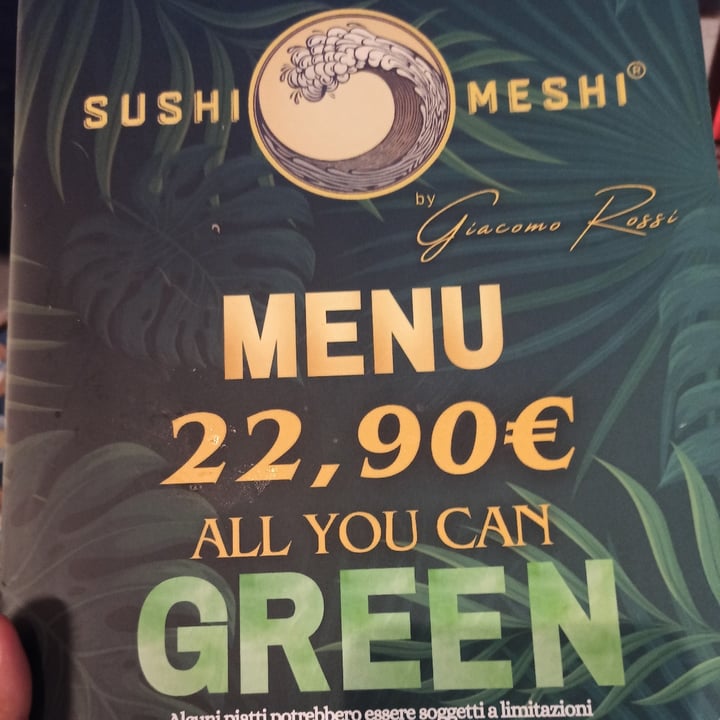 SUSHI MESHI®
by Giacomo Rossi
MENU
22,90€
ALL YOU CAN
GREEN
Alcuni piatti potrebbero essere soggetti a limitazioni